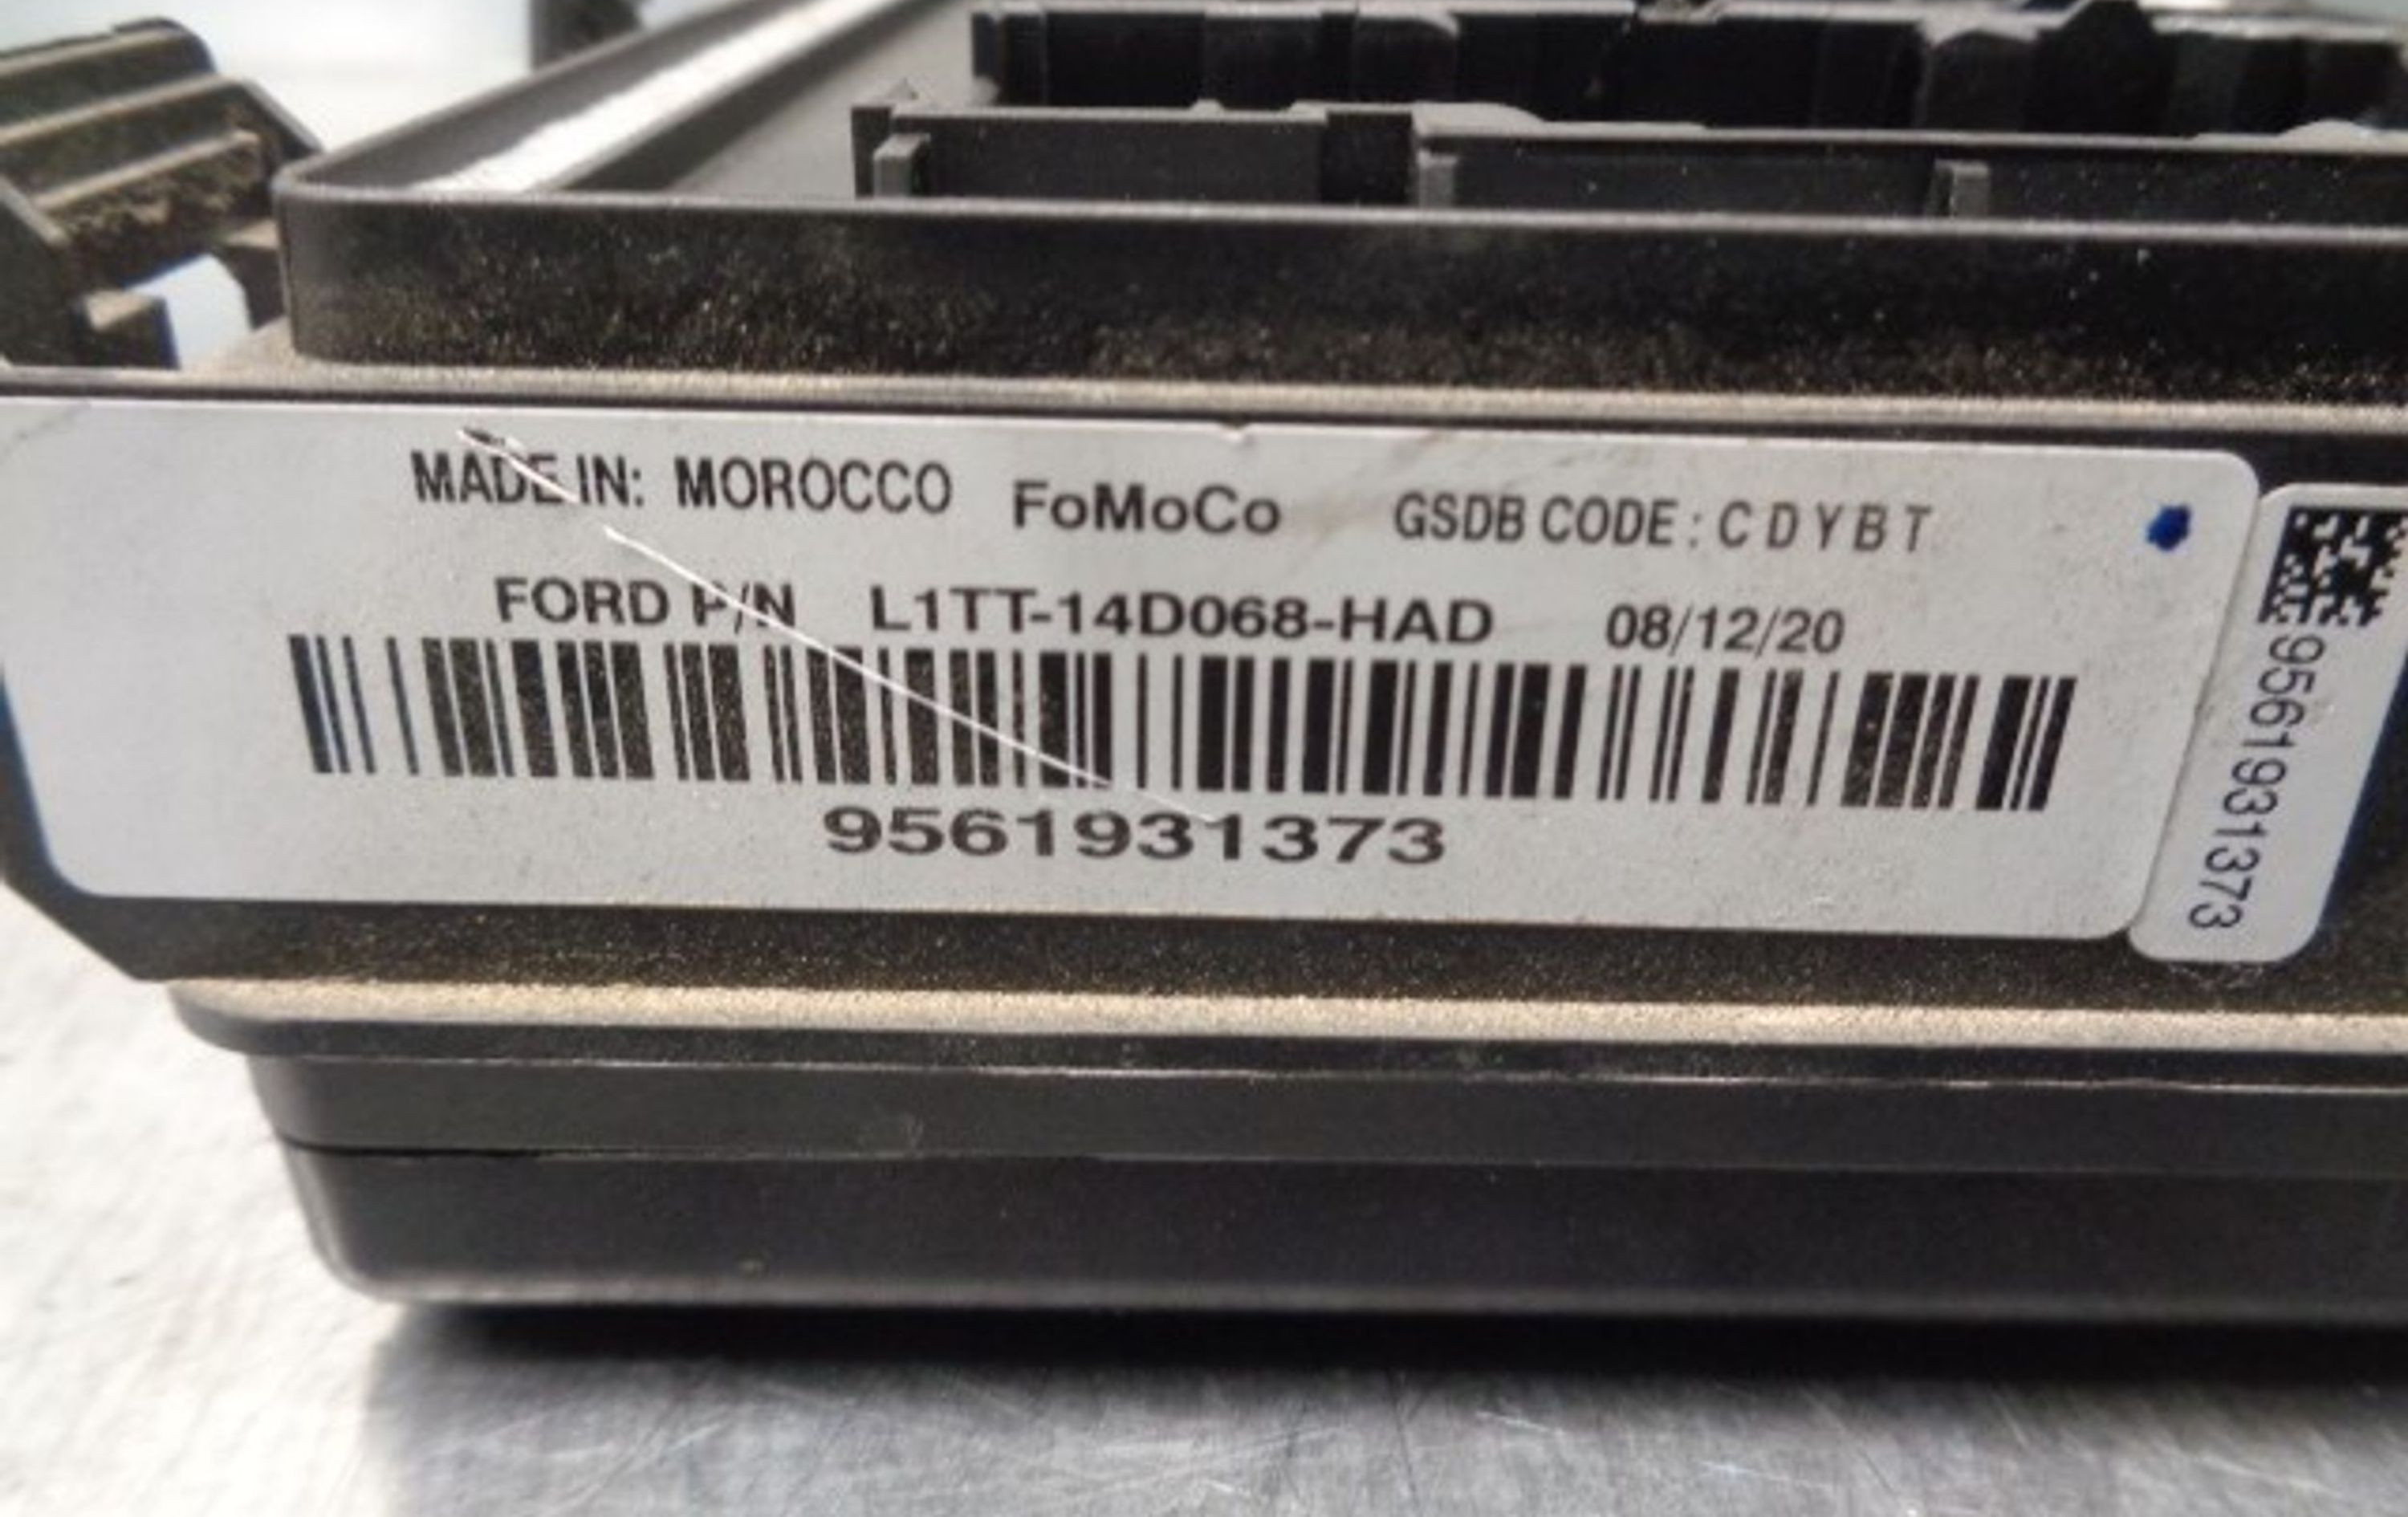 MADE IN: MOROCCO FoMoCo GSDB CODE : C D Y B T
FORD P/N L1TT-14D068-HAD 08/12/20
9561931373
9561931373